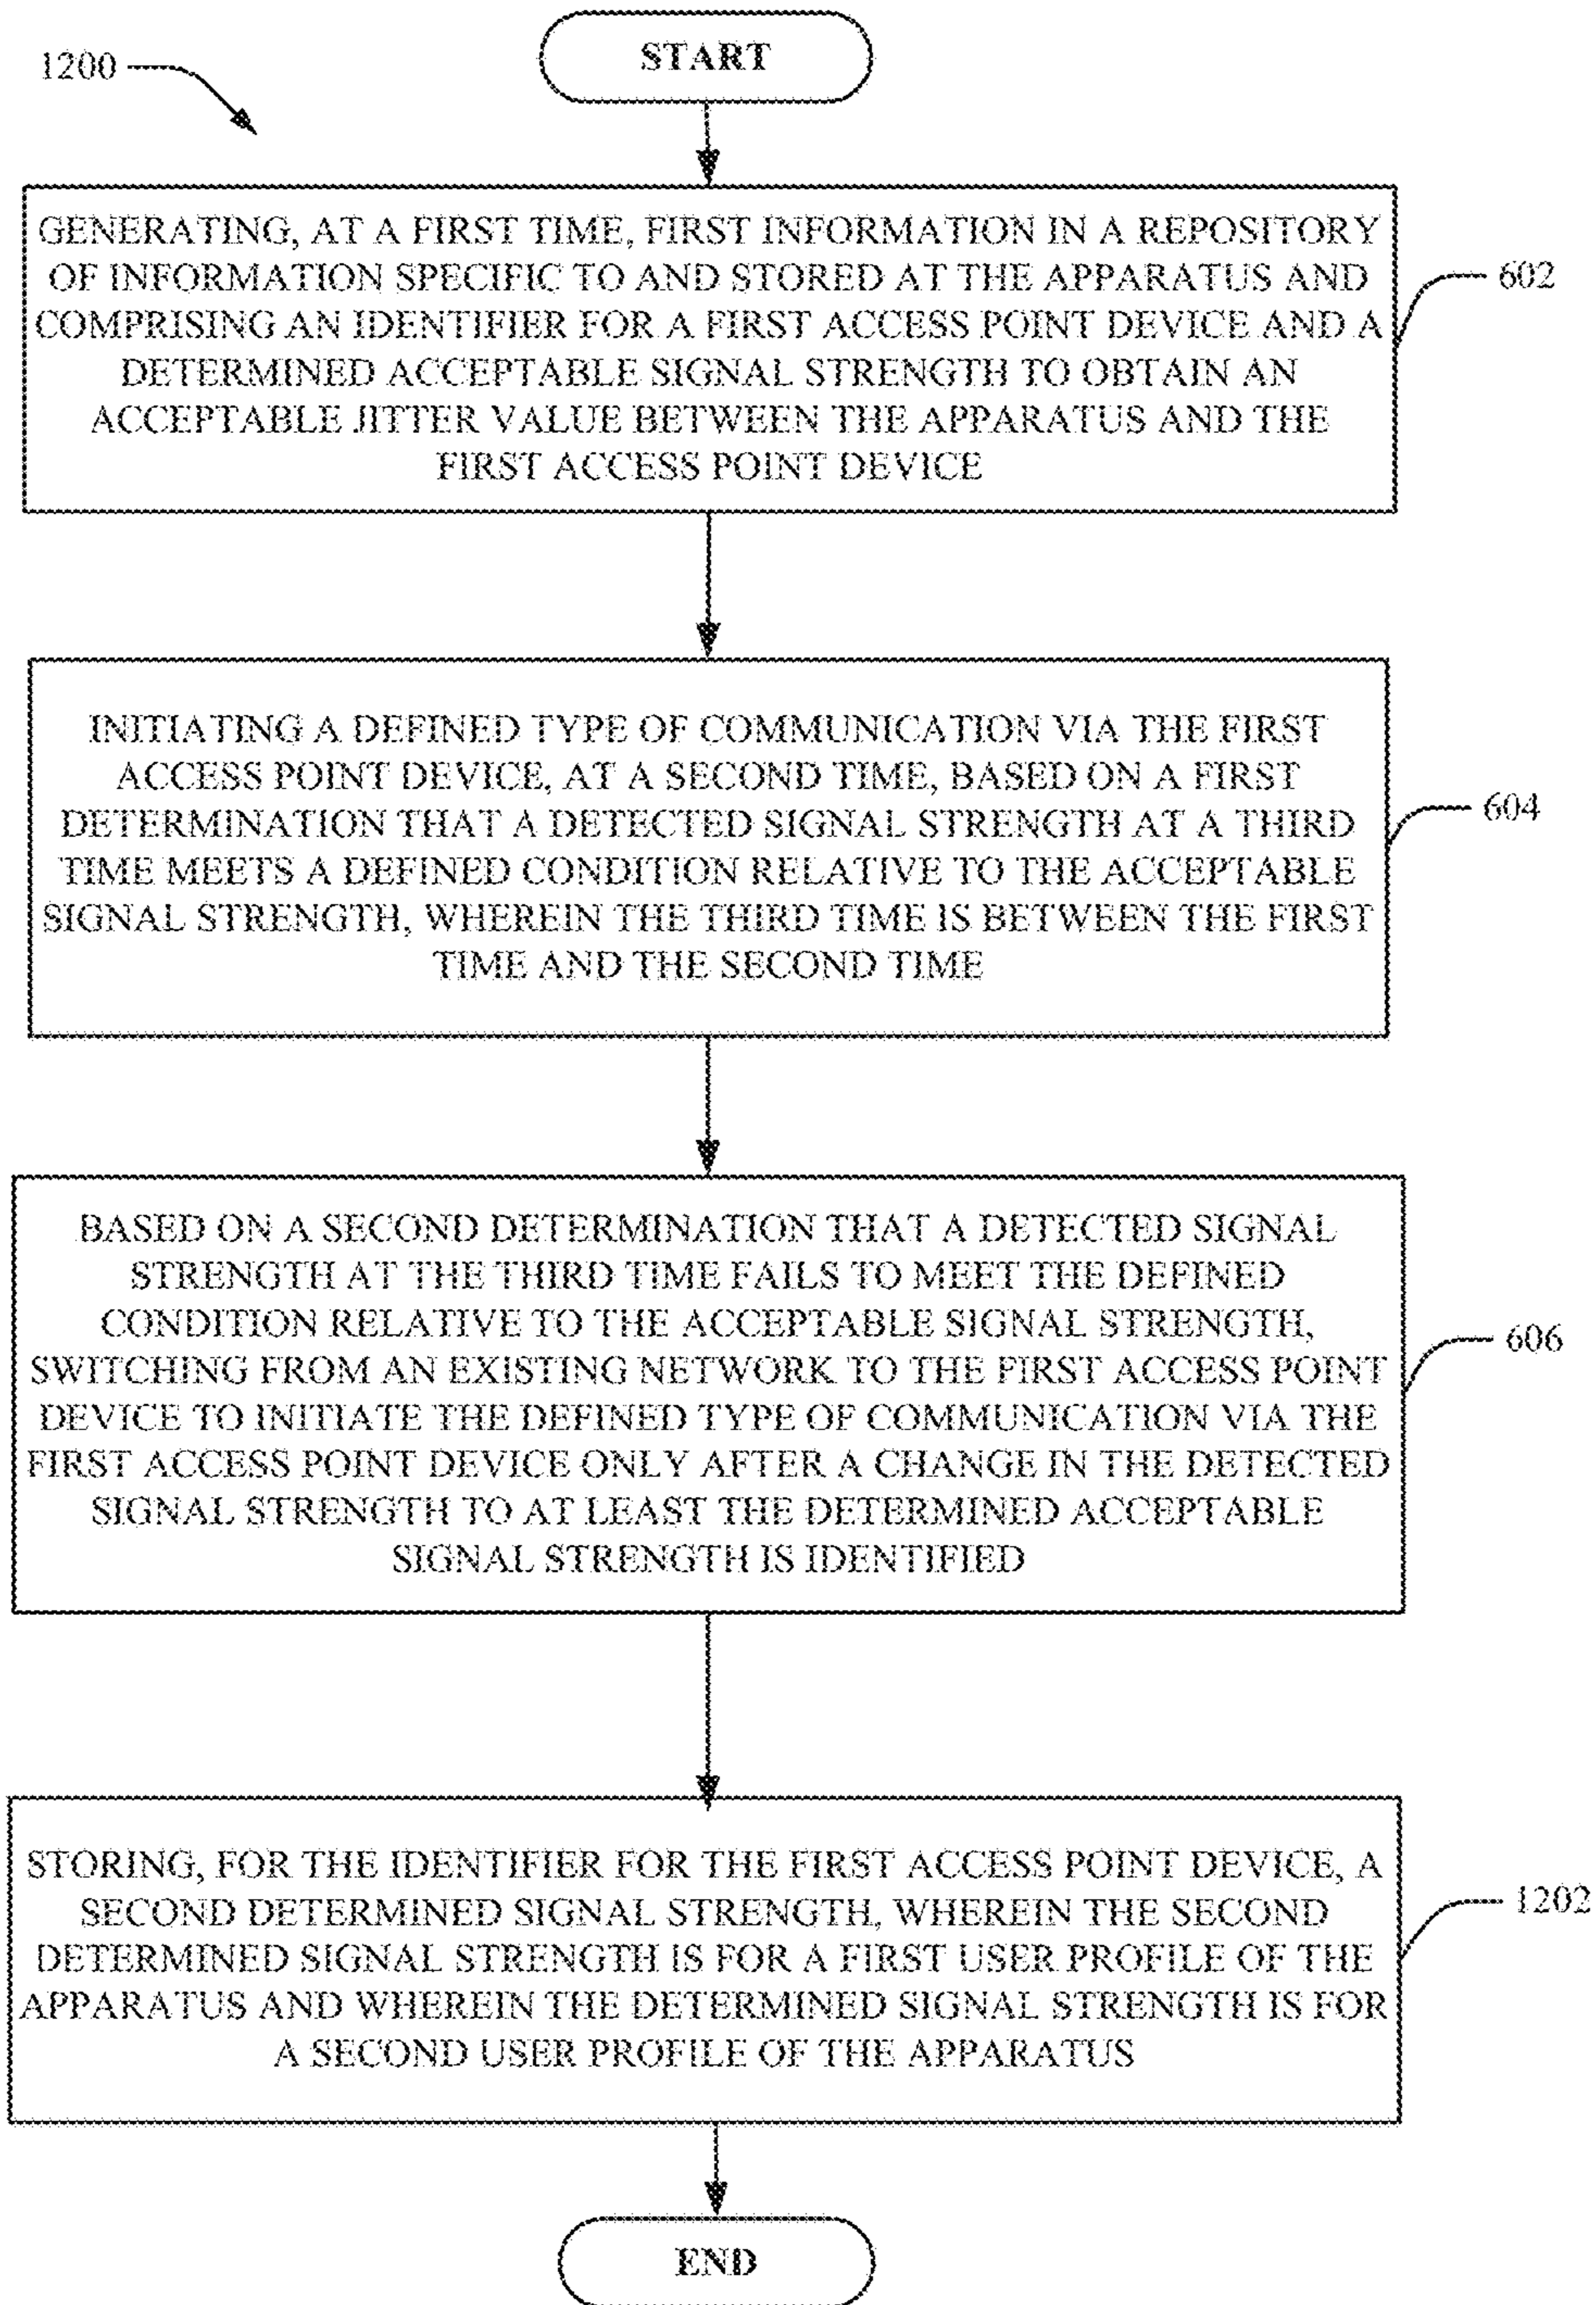 1200
START
GENERATING, AT A FIRST TIME, FIRST INFORMATION IN A REPOSITORY
OF INFORMATION SPECIFIC TO AND STORED AT THE APPARATUS AND
COMPRISING AN IDENTIFIER FOR A FIRST ACCESS POINT DEVICE AND A
DETERMINED ACCEPTABLE SIGNAL STRENGTH TO OBTAIN AN
ACCEPTABLE JITTER VALUE BETWEEN THE APPARATUS AND THE
FIRST ACCESS POINT DEVICE
602
INITIATING A DEFINED TYPE OF COMMUNICATION VIA THE FIRST
ACCESS POINT DEVICE, AT A SECOND TIME, BASED ON A FIRST
DETERMINATION THAT A DETECTED SIGNAL STRENGTH AT A THIRD
TIME MEETS A DEFINED CONDITION RELATIVE TO THE ACCEPTABLE
SIGNAL STRENGTH, WHEREIN THE THIRD TIME IS BETWEEN THE FIRST
TIME AND THE SECOND TIME
604
BASED ON A SECOND DETERMINATION THAT A DETECTED SIGNAL
STRENGTH AT THE THIRD TIME FAILS TO MEET THE DEFINED
CONDITION RELATIVE TO THE ACCEPTABLE SIGNAL STRENGTH,
SWITCHING FROM AN EXISTING NETWORK TO THE FIRST ACCESS POINT
DEVICE TO INITIATE THE DEFINED TYPE OF COMMUNICATION VIA THE
FIRST ACCESS POINT DEVICE ONLY AFTER A CHANGE IN THE DETECTED
SIGNAL STRENGTH TO AT LEAST THE DETERMINED ACCEPTABLE
SIGNAL STRENGTH IS IDENTIFIED
606
STORING, FOR THE IDENTIFIER FOR THE FIRST ACCESS POINT DEVICE, A
SECOND DETERMINED SIGNAL STRENGTH, WHEREIN THE SECOND
DETERMINED SIGNAL STRENGTH IS FOR A FIRST USER PROFILE OF THE
APPARATUS AND WHEREIN THE DETERMINED SIGNAL STRENGTH IS FOR
A SECOND USER PROFILE OF THE APPARATUS
1202
END